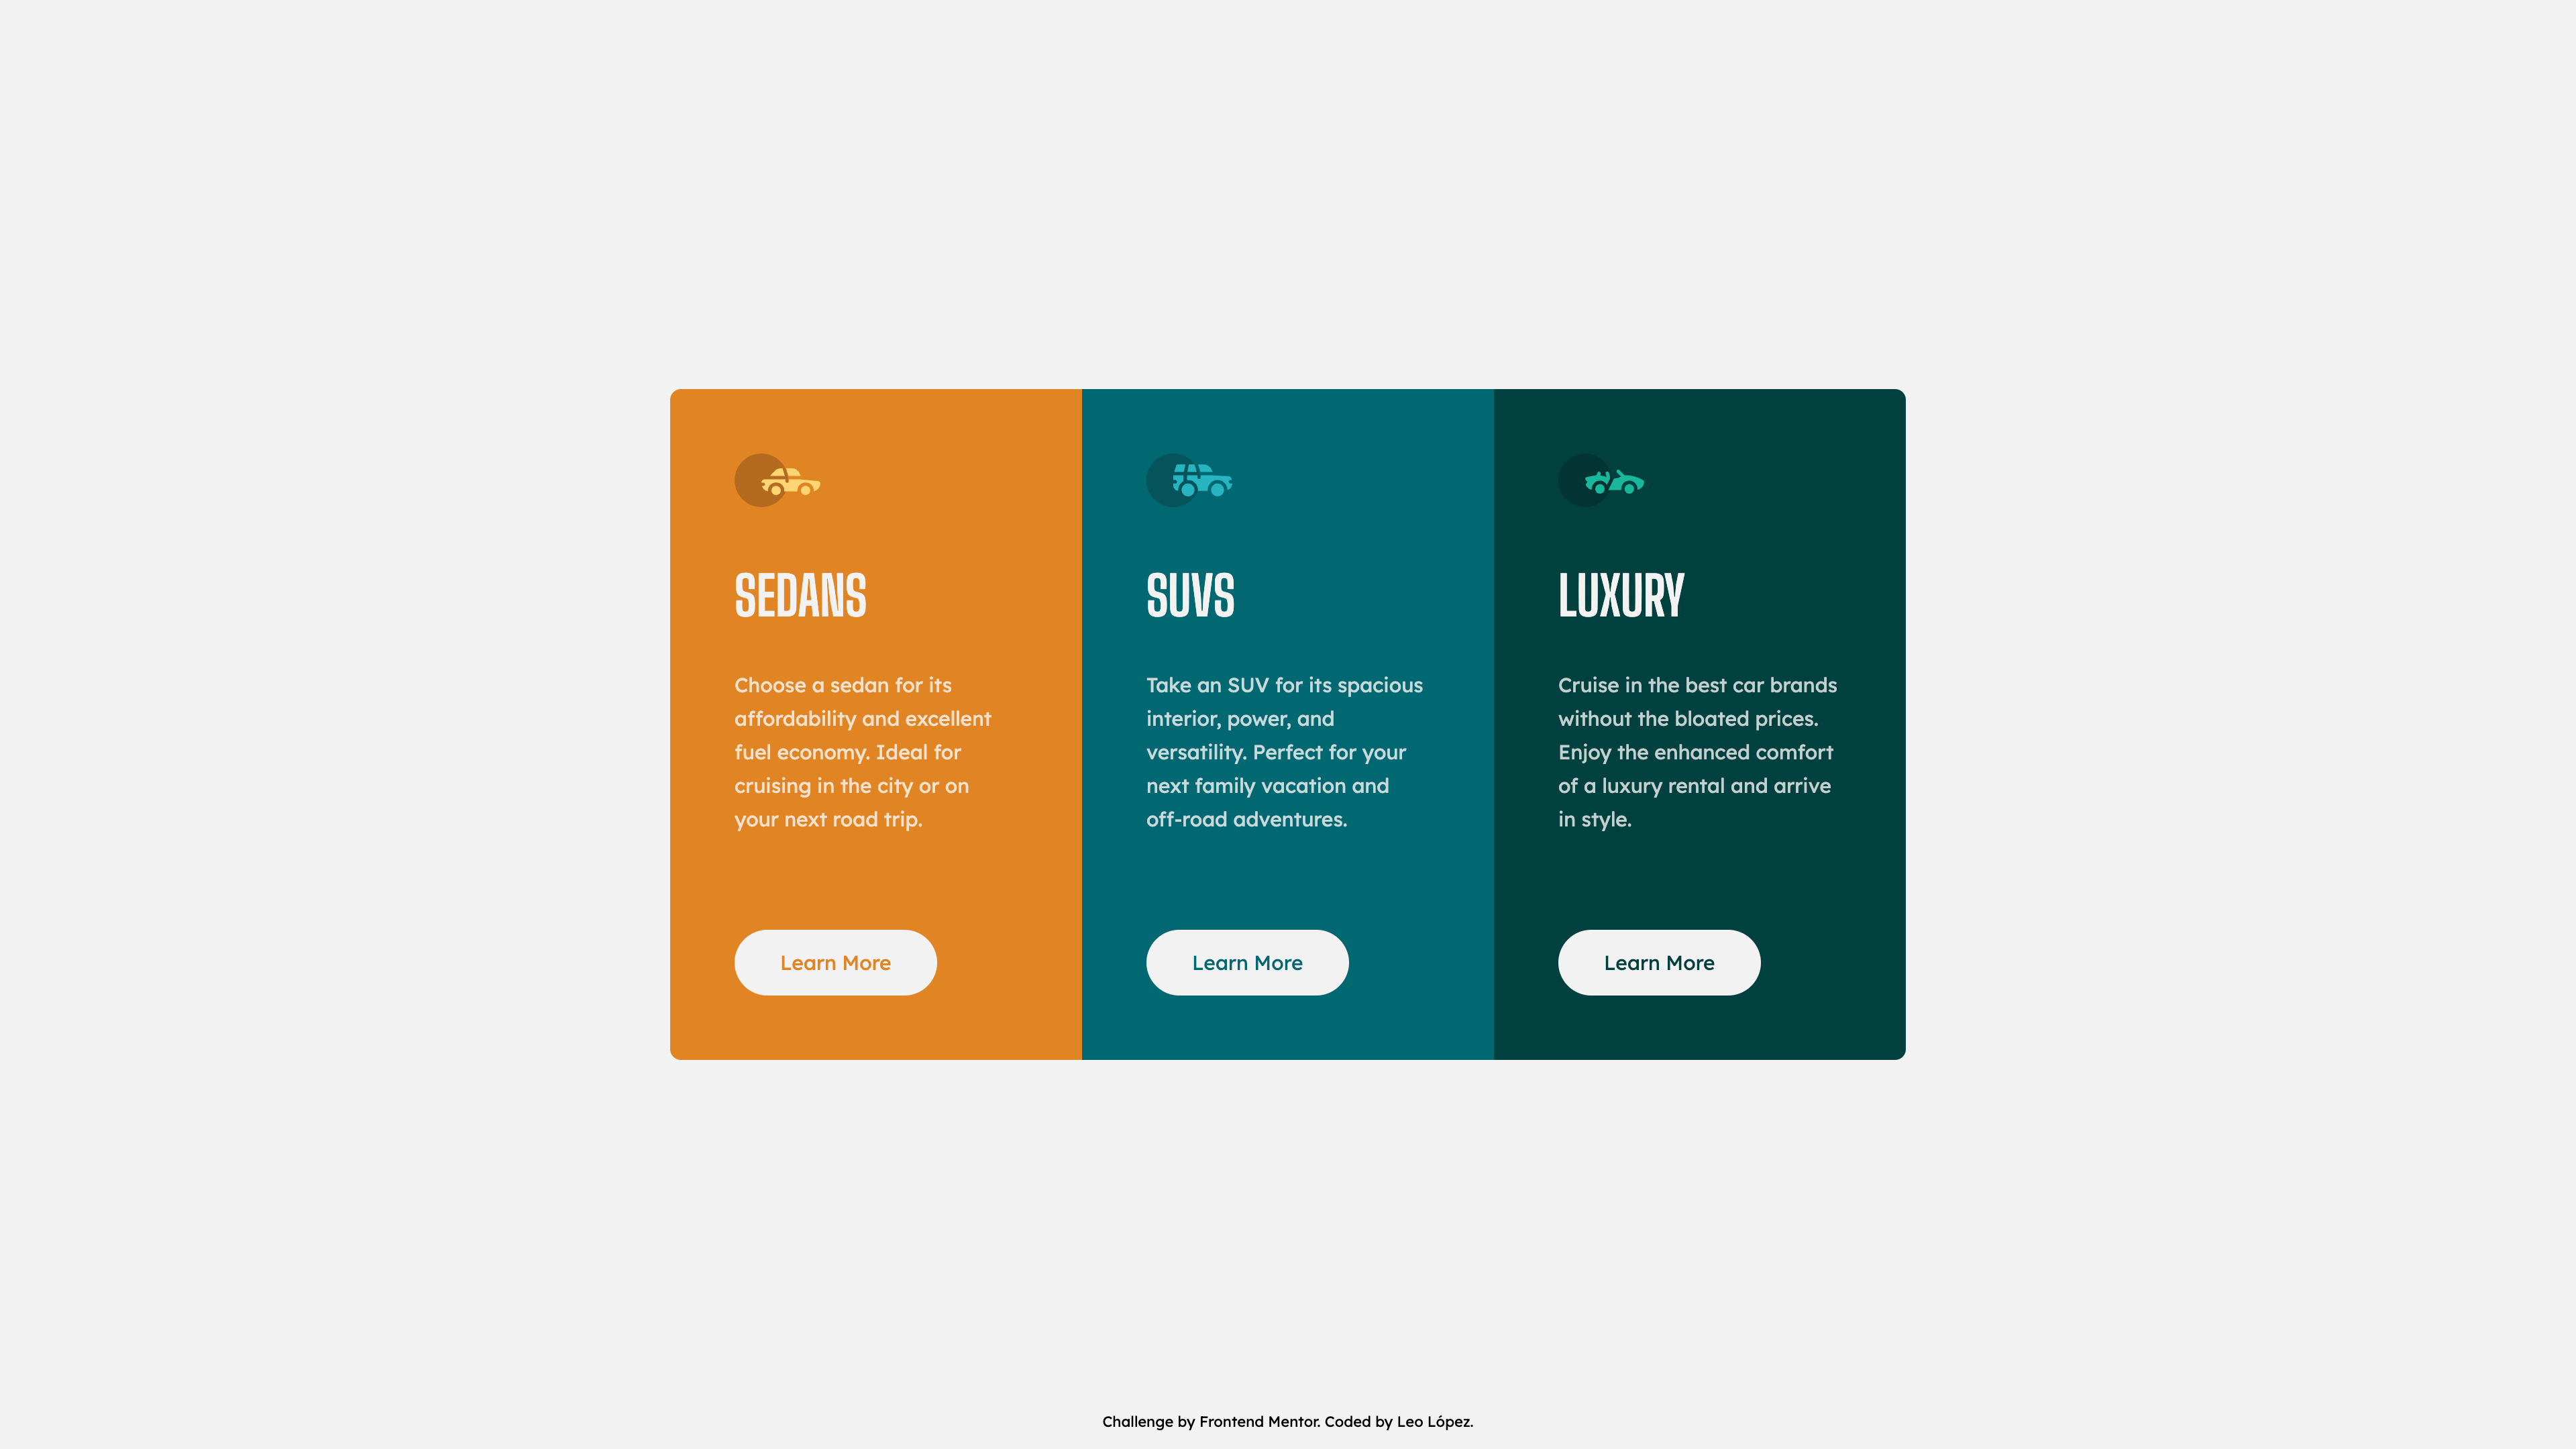 SEDANS
Choose a sedan for its
affordability and excellent
fuel economy. Ideal for
cruising in the city or on
your next road trip.
Learn More
SUVS
Take an SUV for its spacious
interior, power, and
versatility. Perfect for your
next family vacation and
off-road adventures.
Learn More
LUXURY
Cruise in the best car brands
without the bloated prices.
Enjoy the enhanced comfort
of a luxury rental and arrive
in style.
Learn More
Challenge by Frontend Mentor. Coded by Leo López.